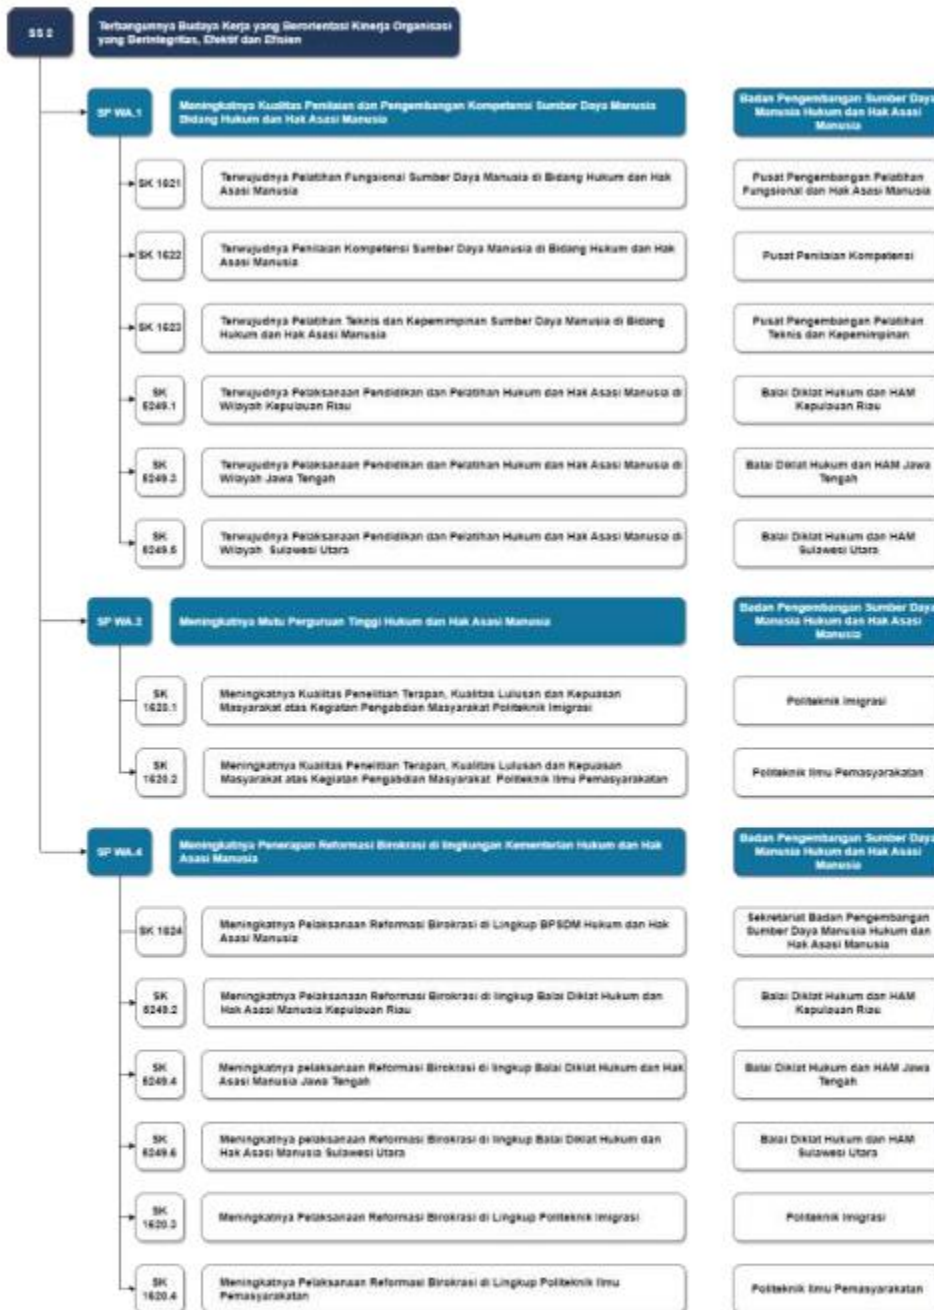 SS 2
Terbangunnya Budaya Kerja yang Berorientasi Kinerja Organisasi
yang Berintegritas, Efektif dan Efisien
SP WA.1
Meningkatnya Kualitas Penilaian dan Pengembangan Kompetensi Sumber Daya Manusia
Bidang Hukum dan Hak Asasi Manusia
Badan Pengembangan Sumber Daya
Manusia Hukum dan Hak Asasi
Manusia
SK 1621
Terwujudnya Pelatihan Fungsional Sumber Daya Manusia di Bidang Hukum dan Hak
Asasi Manusia
Pusat Pengembangan Pelatihan
Fungsional dan Hak Asasi Manusia
SK 1622
Terwujudnya Penilaian Kompetensi Sumber Daya Manusia di Bidang Hukum dan Hak
Asasi Manusia
Pusat Penilaian Kompetensi
SK 1623
Terwujudnya Pelatihan Teknis dan Kepemimpinan Sumber Daya Manusia di Bidang
Hukum dan Hak Asasi Manusia
Pusat Pengembangan Pelatihan
Teknis dan Kepemimpinan
SK
5249.1
Terwujudnya Pelaksanaan Pendidikan dan Pelatihan Hukum dan Hak Asasi Manusia di
Wilayah Kepulauan Riau
Balai Diklat Hukum dan HAM
Kepulauan Riau
SK
5249.3
Terwujudnya Pelaksanaan Pendidikan dan Pelatihan Hukum dan Hak Asasi Manusia di
Wilayah Jawa Tengah
Balai Diklat Hukum dan HAM Jawa
Tengah
SK
5249.5
Terwujudnya Pelaksanaan Pendidikan dan Pelatihan Hukum dan Hak Asasi Manusia di
Wilayah Sulawesi Utara
Balai Diklat Hukum dan HAM
Sulawesi Utara
SP WA.3
Meningkatnya Mutu Perguruan Tinggi Hukum dan Hak Asasi Manusia
Badan Pengembangan Sumber Daya
Manusia Hukum dan Hak Asasi
Manusia
SK
1620.1
Meningkatnya Kualitas Penelitian Terapan, Kualitas Lulusan dan Kepuasan
Masyarakat atas Kegiatan Pengabdian Masyarakat Politeknik Imigrasi
Politeknik Imigrasi
SK
1620.2
Meningkatnya Kualitas Penelitian Terapan, Kualitas Lulusan dan Kepuasan
Masyarakat atas Kegiatan Pengabdian Masyarakat Politeknik Ilmu Pemasyarakatan
Politeknik Ilmu Pemasyarakatan
SP WA.4
Meningkatnya Penerapan Reformasi Birokrasi di lingkungan Kementerian Hukum dan Hak
Asasi Manusia
Badan Pengembangan Sumber Daya
Manusia Hukum dan Hak Asasi
Manusia
SK 1624
Meningkatnya Pelaksanaan Reformasi Birokrasi di Lingkup BPSDM Hukum dan Hak
Asasi Manusia
Sekretariat Badan Pengembangan
Sumber Daya Manusia Hukum dan
Hak Asasi Manusia
SK
5249.2
Meningkatnya Pelaksanaan Reformasi Birokrasi di lingkup Balai Diklat Hukum dan
Hak Asasi Manusia Kepulauan Riau
Balai Diklat Hukum dan HAM
Kepulauan Riau
SK
5249.4
Meningkatnya pelaksanaan Reformasi Birokrasi di lingkup Balai Diklat Hukum dan Hak
Asasi Manusia Jawa Tengah
Balai Diklat Hukum dan HAM Jawa
Tengah
SK
5249.6
Meningkatnya pelaksanaan Reformasi Birokrasi di lingkup Balai Diklat Hukum dan
Hak Asasi Manusia Sulawesi Utara
Balai Diklat Hukum dan HAM
Sulawesi Utara
SK
1620.3
Meningkatnya Pelaksanaan Reformasi Birokrasi di Lingkup Politeknik Imigrasi
Politeknik Imigrasi
SK
1620.4
Meningkatnya Pelaksanaan Reformasi Birokrasi di Lingkup Politeknik Ilmu
Pemasyarakatan
Politeknik Ilmu Pemasyarakatan